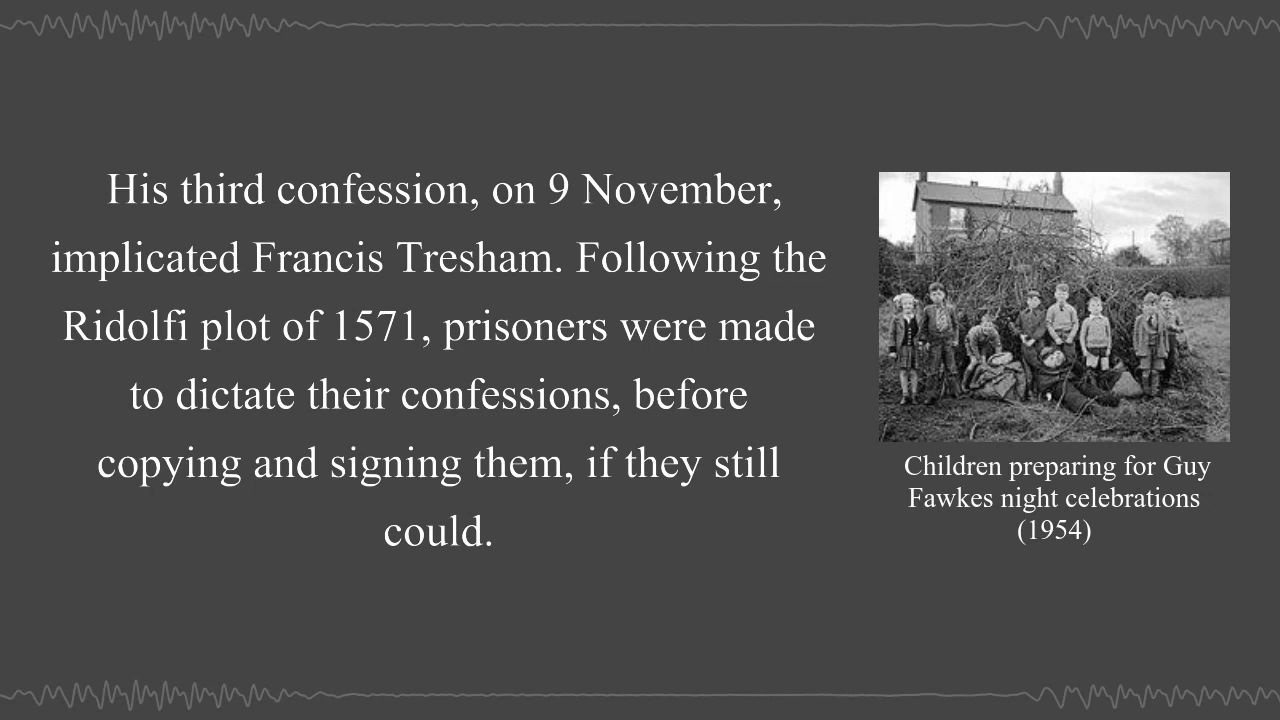 His third confession, on 9 November,
implicated Francis Tresham. Following the
Ridolfi plot of 1571, prisoners were made
to dictate their confessions, before
copying and signing them, if they still
could.
Children preparing for Guy
Fawkes night celebrations
(1954)